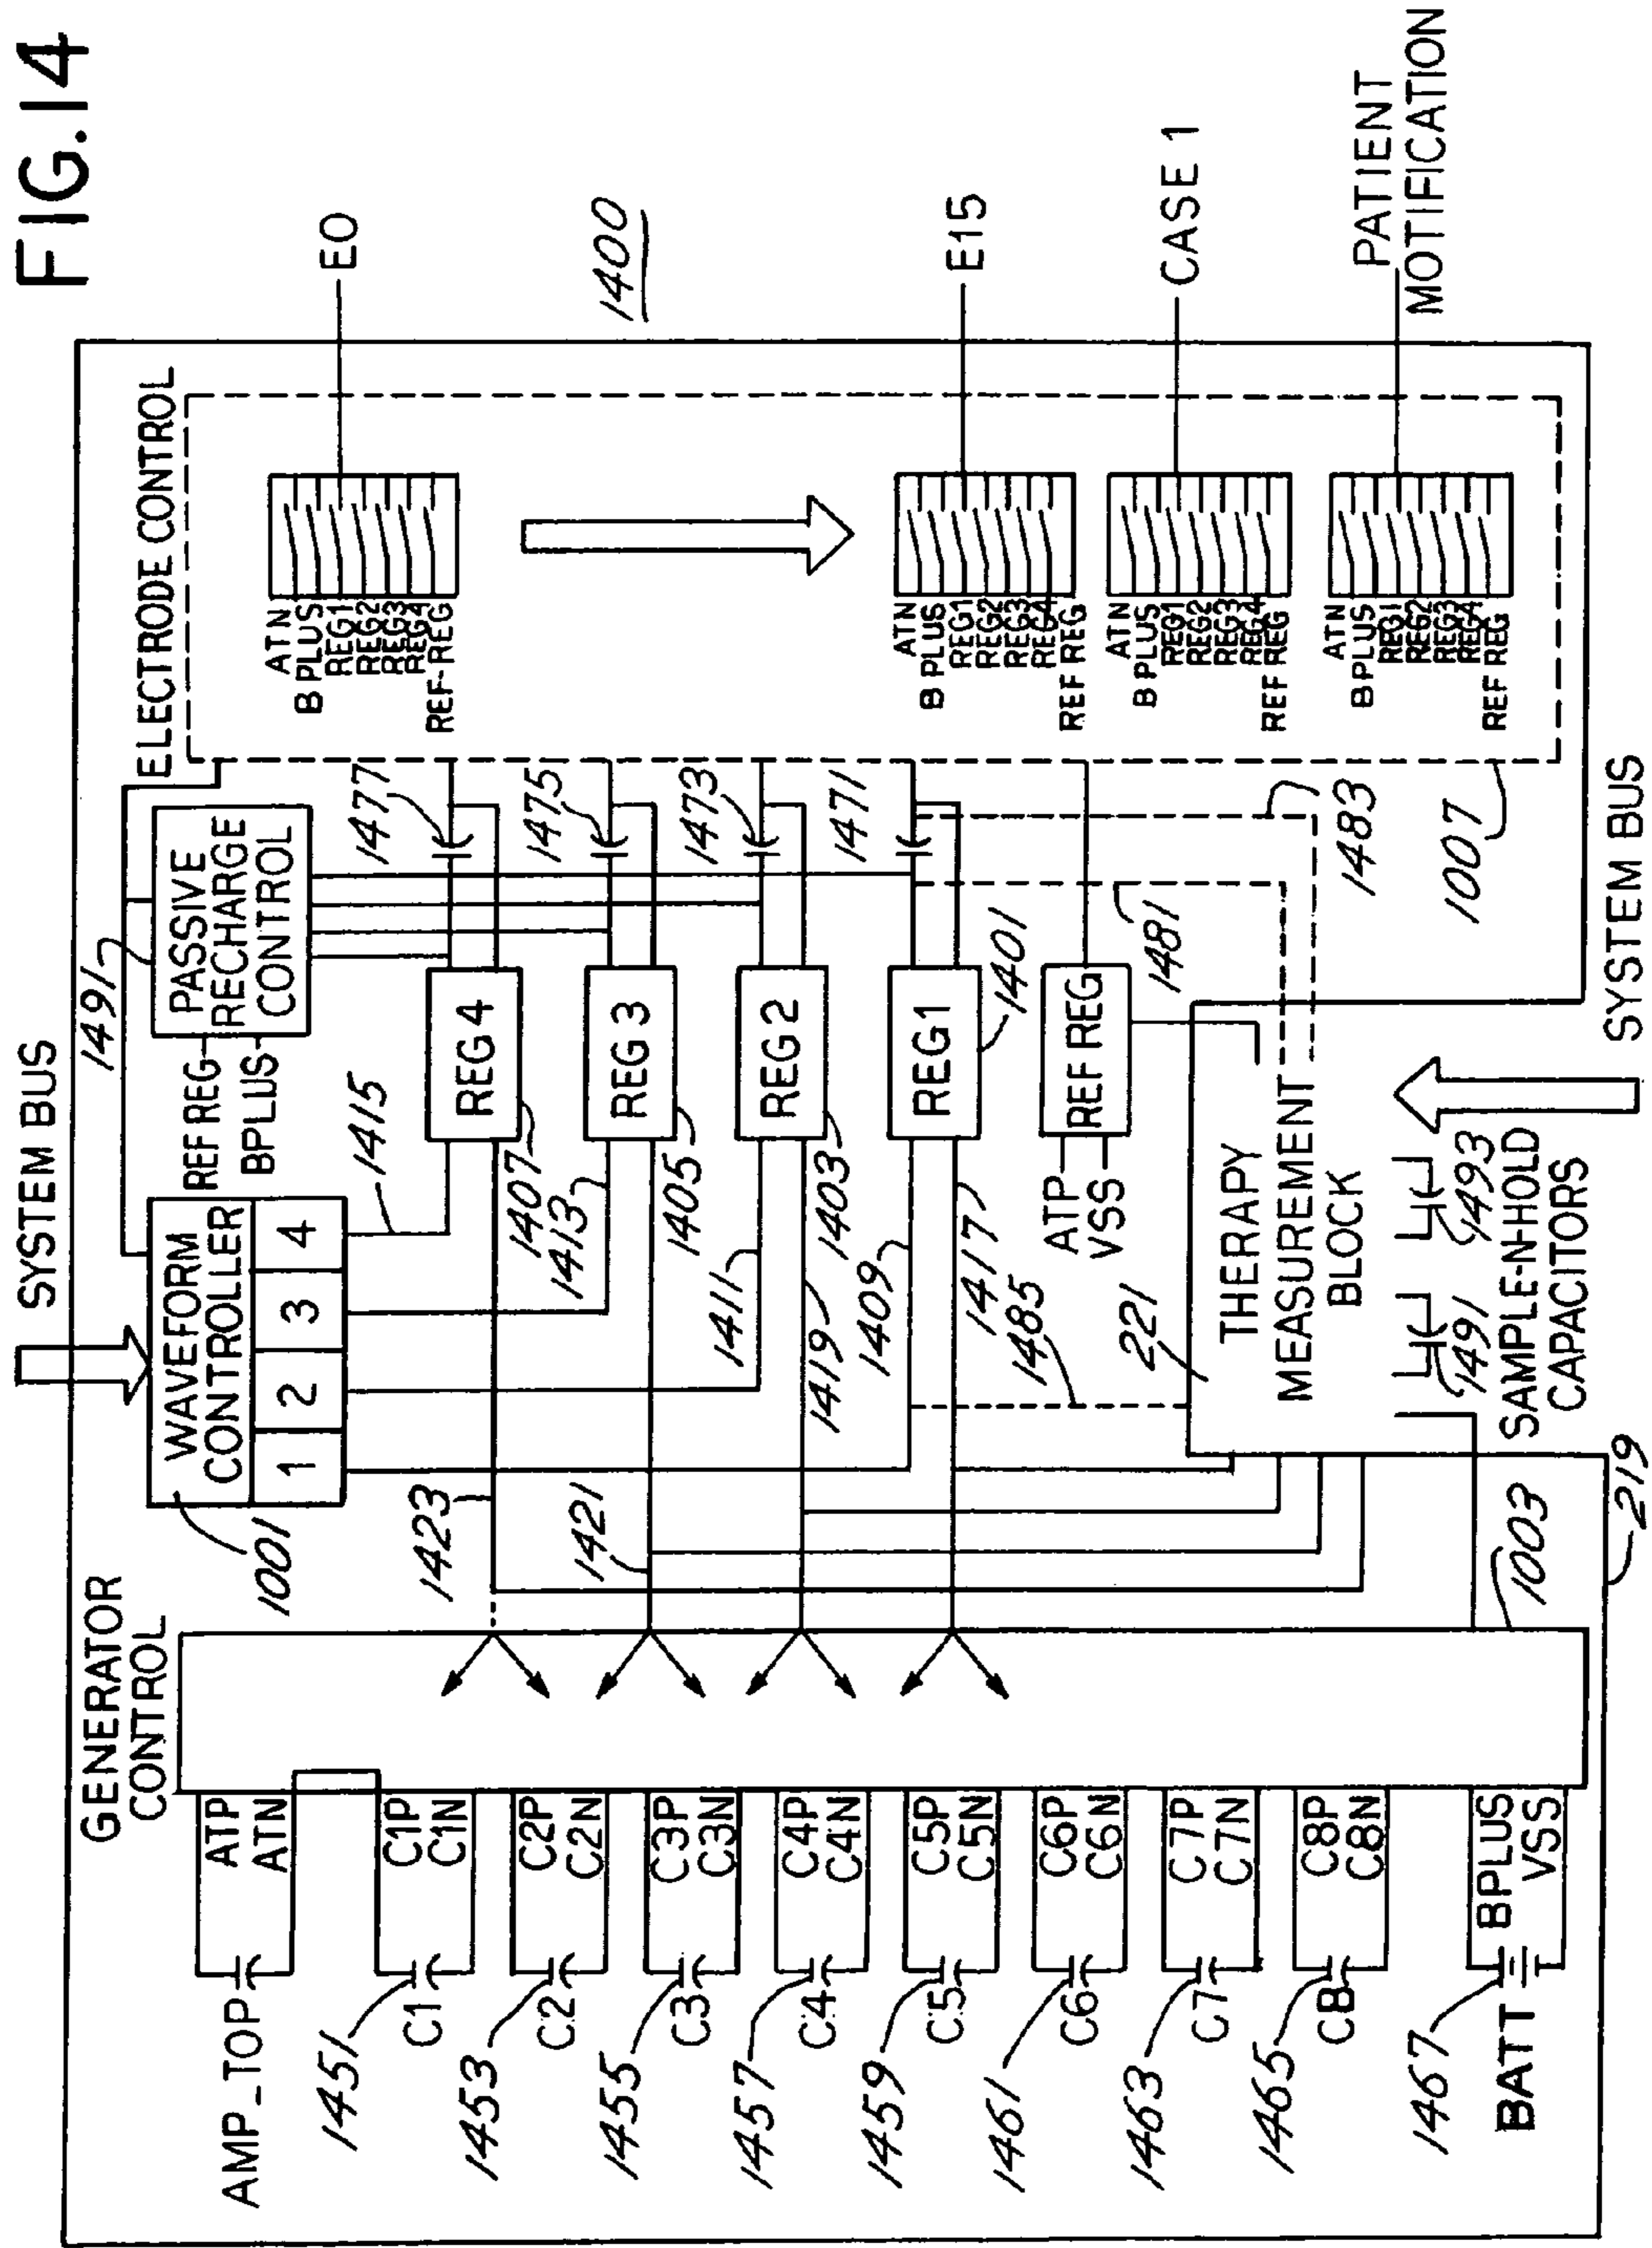 FIG.14
SYSTEM BUS
1400
GENERATOR
CONTROL
WAVEFORM
CONTROLLER
1 2 3 4
1001
REF REG
BPLUS
1491
PASSIVE
RECHARGE
CONTROL
ELECTRODE CONTROL
AMP_TOP
ATP
ATN
1451
C1
C1P
C1N
1453
C2
C2P
C2N
1455
C3
C3P
C3N
1457
C4
C4P
C4N
1459
C5
C5P
C5N
1461
C6
C6P
C6N
1463
C7
C7P
C7N
1465
C8
C8P
C8N
1467
BATT
BPLUS
VSS
1423
1421
1415
REG 4
1407
1477
1413
REG 3
1405
1475
1411
1419
REG 2
1403
1473
1409
1417
REG 1
1401
1471
1485
ATP
VSS
REF REG
1481
1483
221
THERAPY
MEASUREMENT
BLOCK
1491
1493
SAMPLE-N-HOLD
CAPACITORS
1003
219
SYSTEM BUS
1007
ATN
B PLUS
REG1
REG2
REG3
REG4
REF-REG
E0
ATN
B PLUS
REG1
REG2
REG3
REG4
REF REG
E15
ATN
B PLUS
REG1
REG2
REG3
REG4
REF REG
CASE 1
ATN
B PLUS
REG1
REG2
REG3
REG4
REF REG
PATIENT
MOTIFICATION